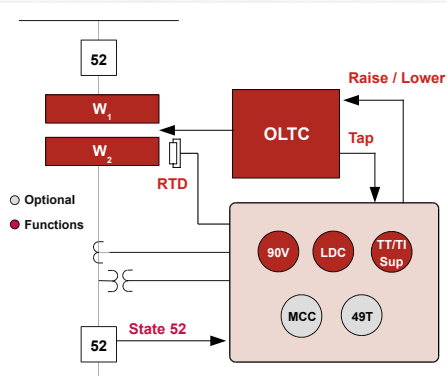 52
W1
W2
RTD
OLTC
Raise / Lower
Tap
Optional
Functions
90V
LDC
TT/TI
Sup
MCC
49T
State 52
52